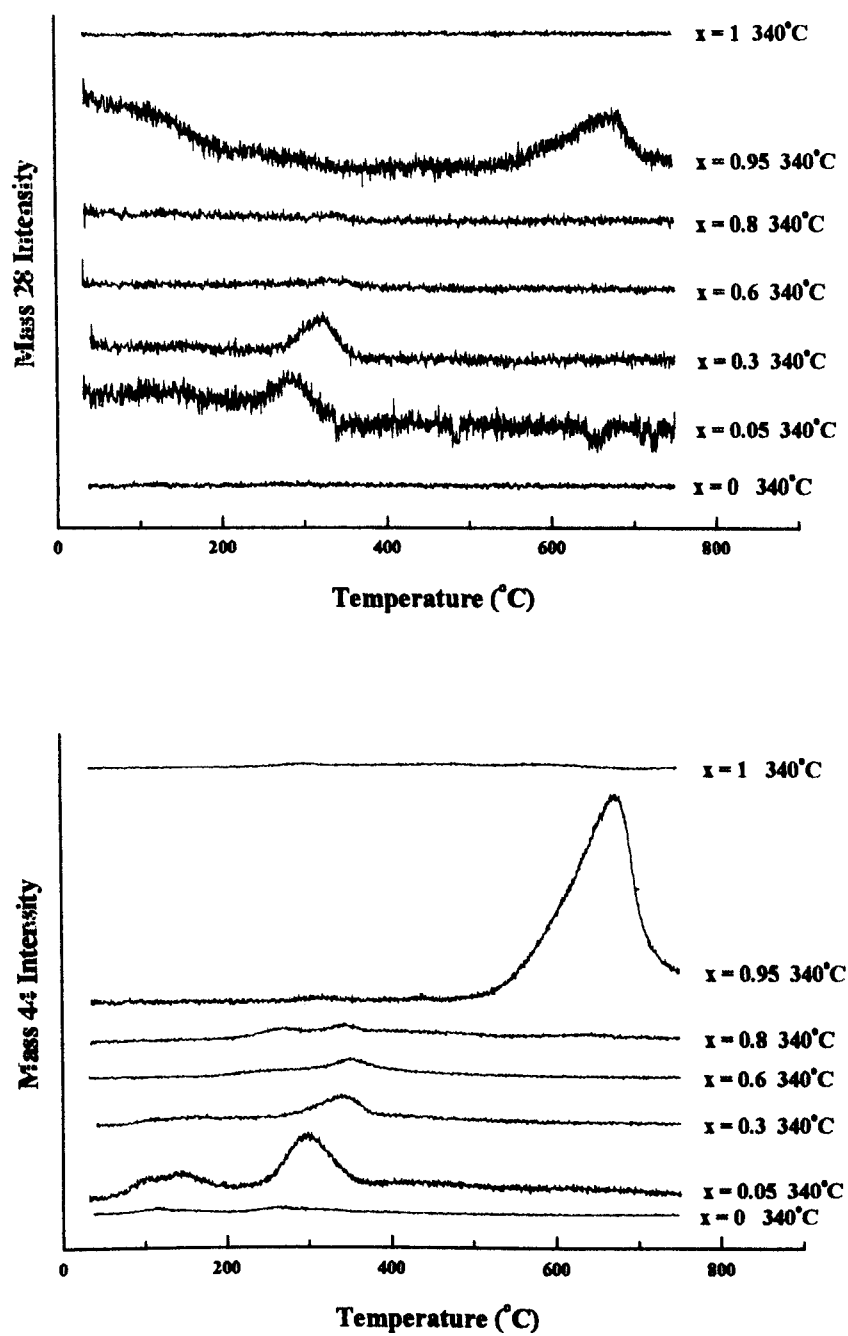 Mass 28 Intensity
x = 1 340°C
x = 0.95 340°C
x = 0.8 340°C
x = 0.6 340°C
x = 0.3 340°C
x = 0.05 340°C
x = 0 340°C
0 200 400 600 800
Temperature (°C)
Mass 44 Intensity
x = 1 340°C
x = 0.95 340°C
x = 0.8 340°C
x = 0.6 340°C
x = 0.3 340°C
x = 0.05 340°C
x = 0 340°C
0 200 400 600 800
Temperature (°C)